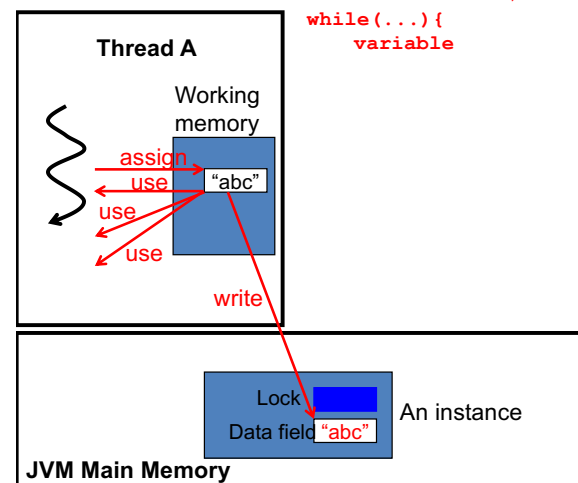 while(...){
variable
Thread A
Working
memory
assign
"abc"
use
use
use
write
Lock
An instance
Data field "abc"
JVM Main Memory